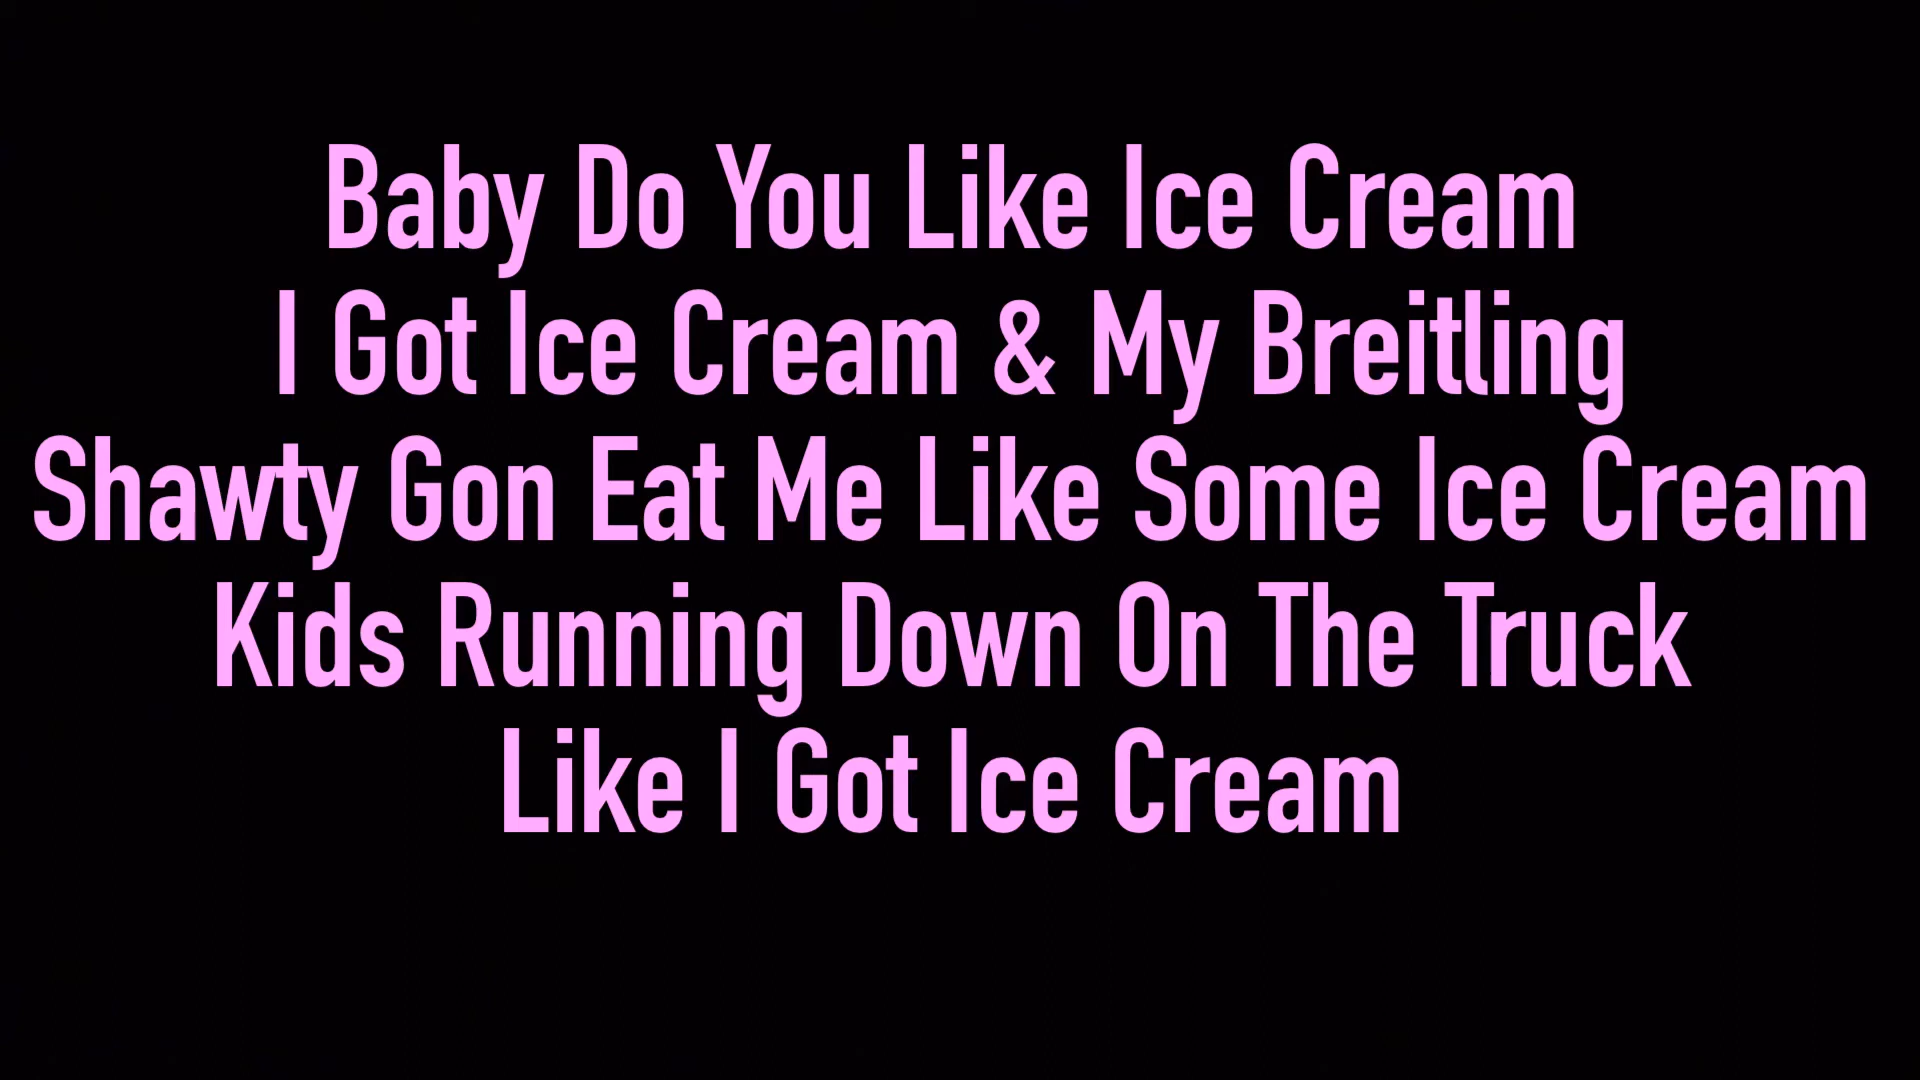 Baby Do You Like Ice Cream
I Got Ice Cream & My Breitling
Shawty Gon Eat Me Like Some Ice Cream
Kids Running Down On The Truck
Like I Got Ice Cream